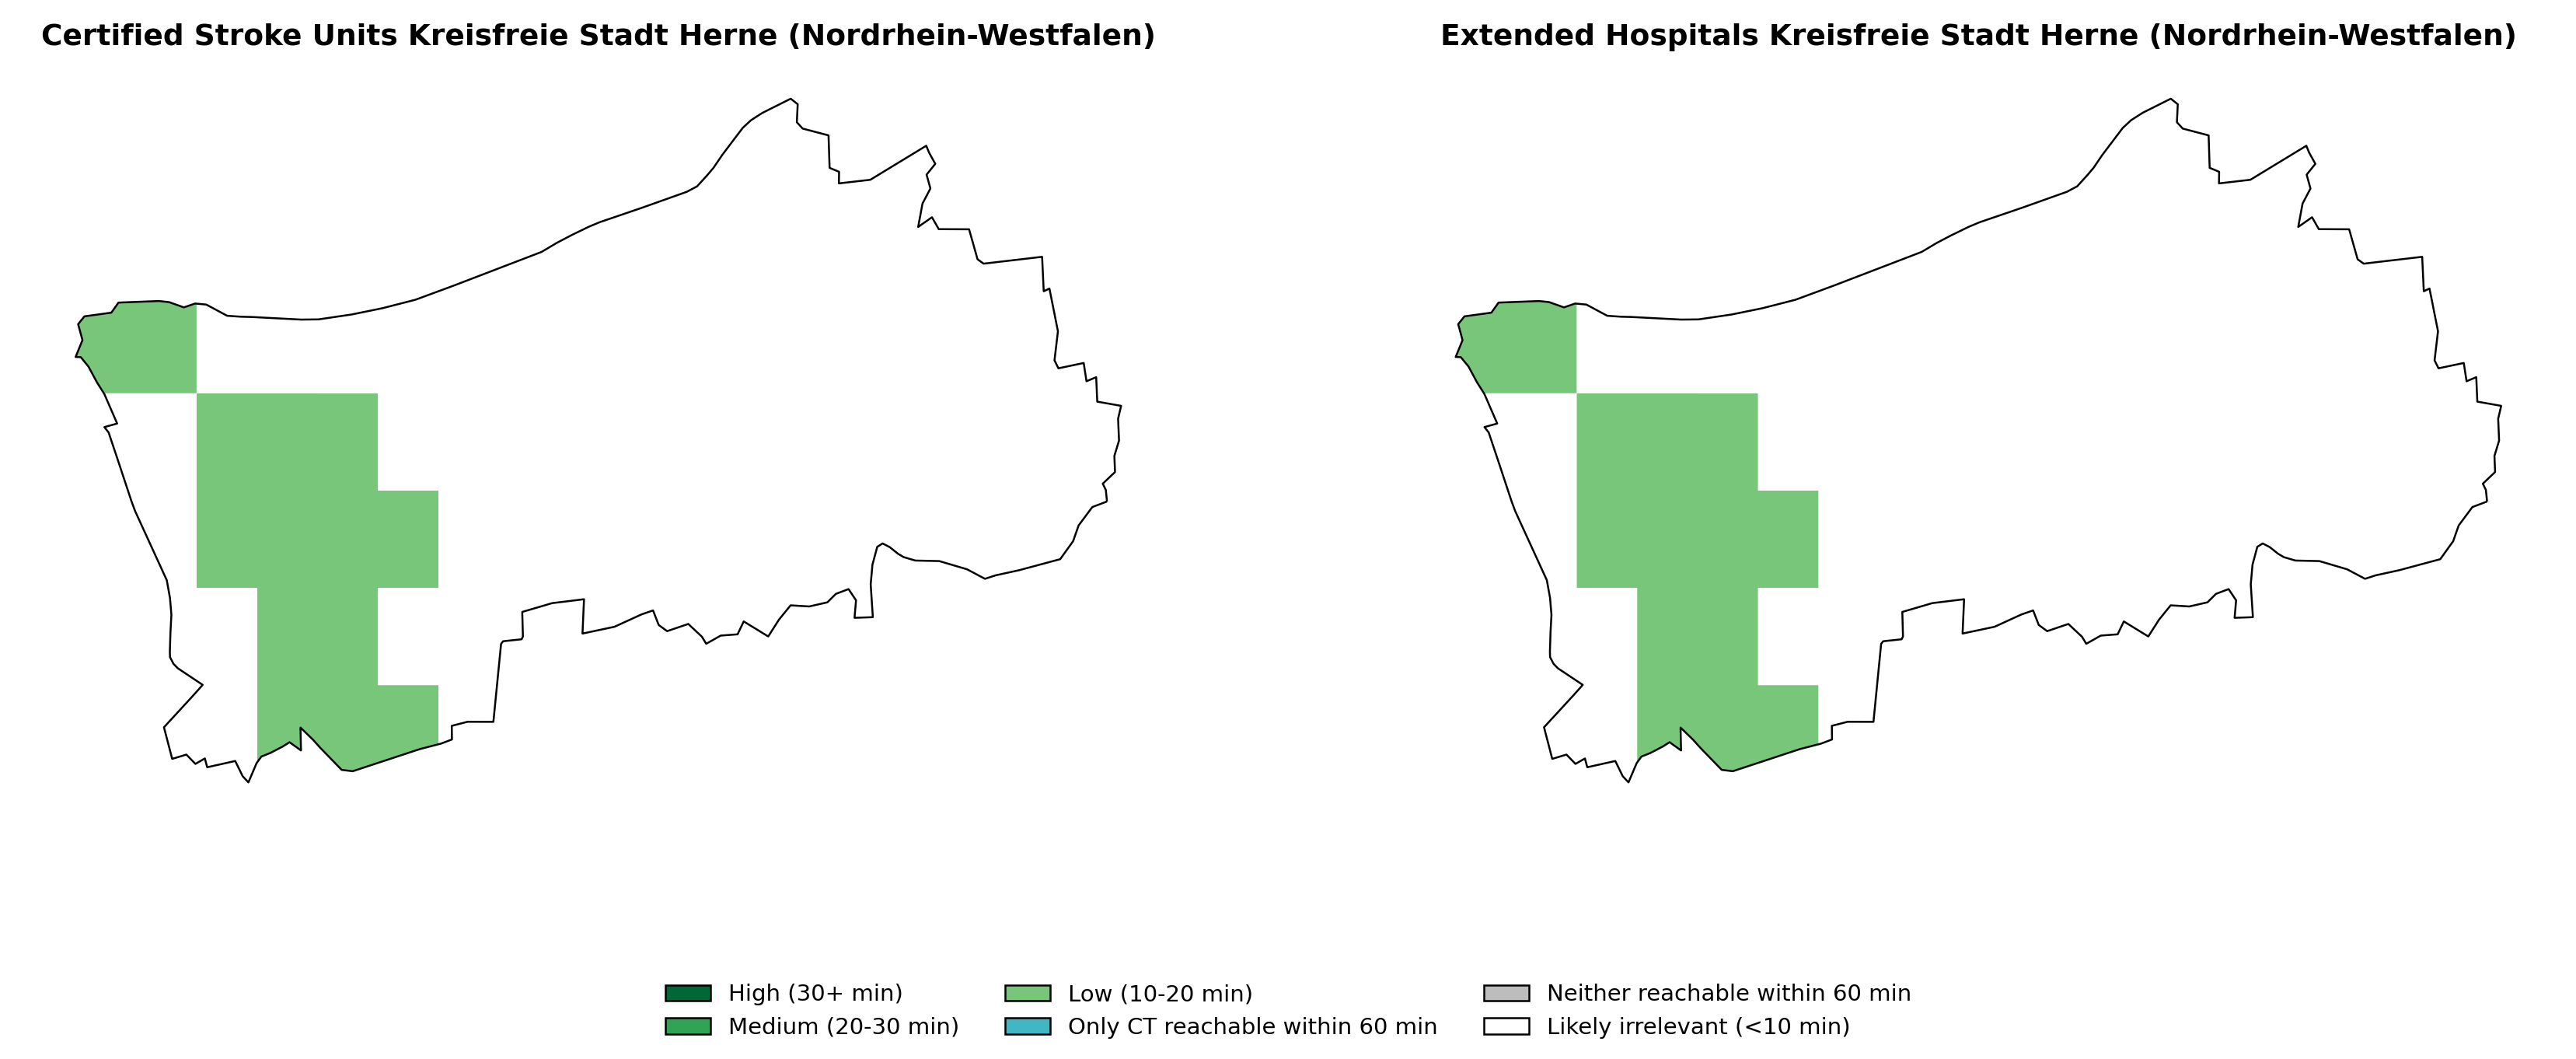 Certified Stroke Units Kreisfreie Stadt Herne (Nordrhein-Westfalen)
Extended Hospitals Kreisfreie Stadt Herne (Nordrhein-Westfalen)
High (30+ min)
Medium (20-30 min)
Low (10-20 min)
Only CT reachable within 60 min
Neither reachable within 60 min
Likely irrelevant (<10 min)